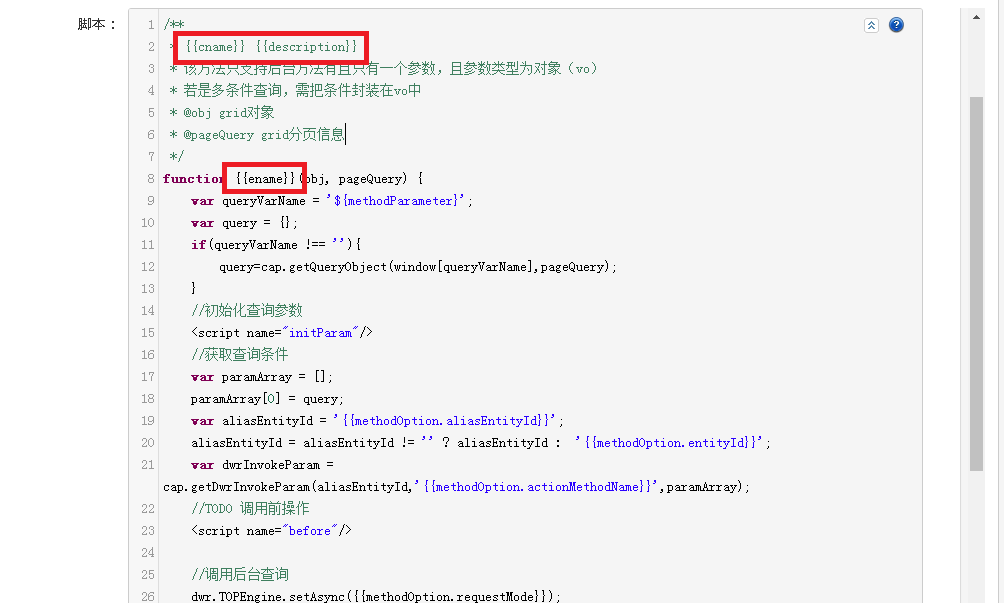 脚本：
1 /**
2 * {{cname}} {{description}}
3 * 该方法只支持后台方法有且只有一个参数，且参数类型为对象（vo）
4 * 若是多条件查询，需把条件封装在vo中
5 * @obj grid对象
6 * @pageQuery grid分页信息
7 */
8 function {{ename}}(obj, pageQuery) {
9 var queryVarName = '${methodParameter}';
10 var query = {};
11 if(queryVarName !== ''){
12 query=cap.getQueryObject(window[queryVarName],pageQuery);
13 }
14 //初始化查询参数
15 <script name="initParam"/>
16 //获取查询条件
17 var paramArray = [];
18 paramArray[0] = query;
19 var aliasEntityId = '{{methodOption.aliasEntityId}}';
20 aliasEntityId = aliasEntityId != '' ? aliasEntityId : '{{methodOption.entityId}}';
21 var dwrInvokeParam =
cap.getDwrInvokeParam(aliasEntityId,'{{methodOption.actionMethodName}}',paramArray);
22 //TODO 调用前操作
23 <script name="before"/>
24
25 //调用后台查询
26 dwr.TOPEngine.setAsync({{methodOption.requestMode}});